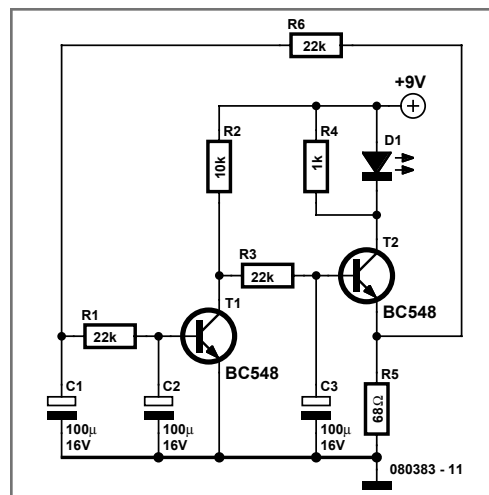 R6
22k
+9V
R2
10k
R4
1k
D1
R3
22k
T2
BC548
R1
22k
T1
BC548
C1
100µ
16V
C2
100µ
16V
C3
100µ
16V
R5
68Ω
080383 - 11